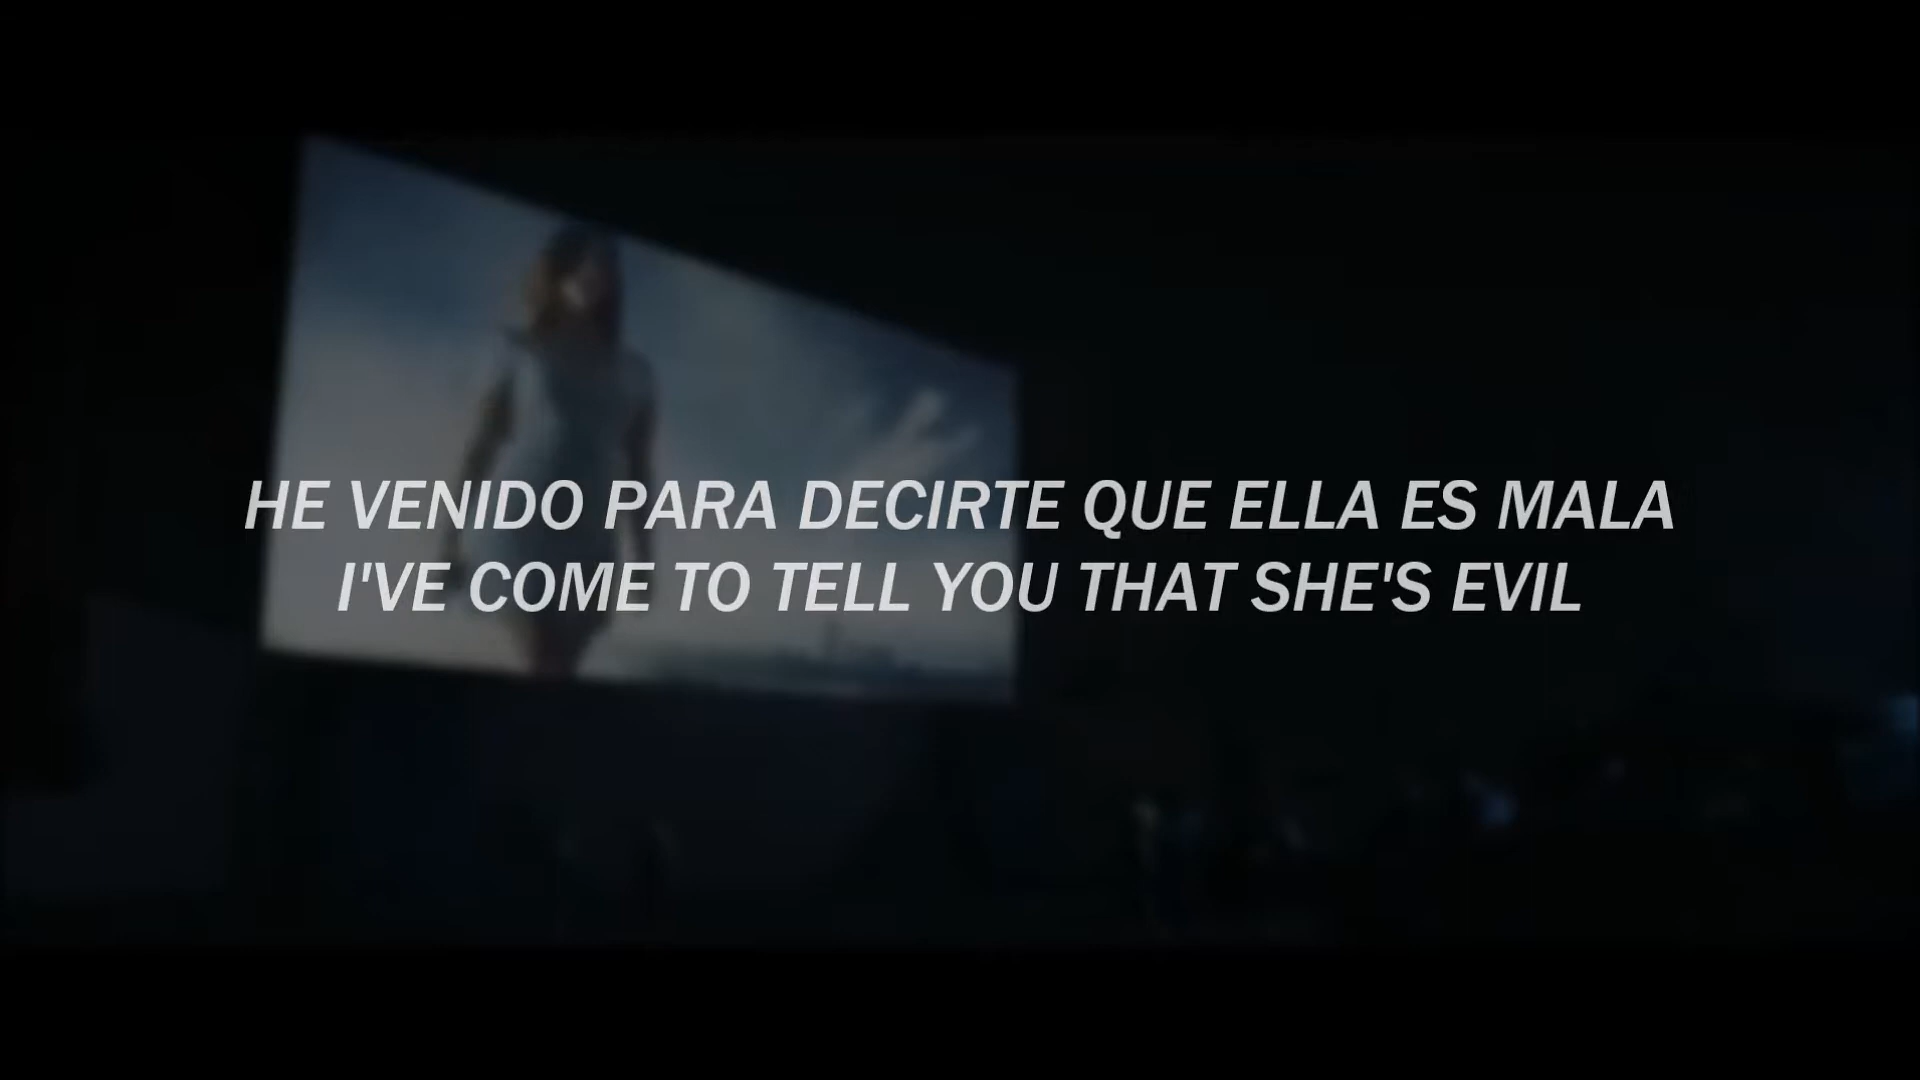 HE VENIDO PARA DECIRTE QUE ELLA ES MALA
I'VE COME TO TELL YOU THAT SHE'S EVIL